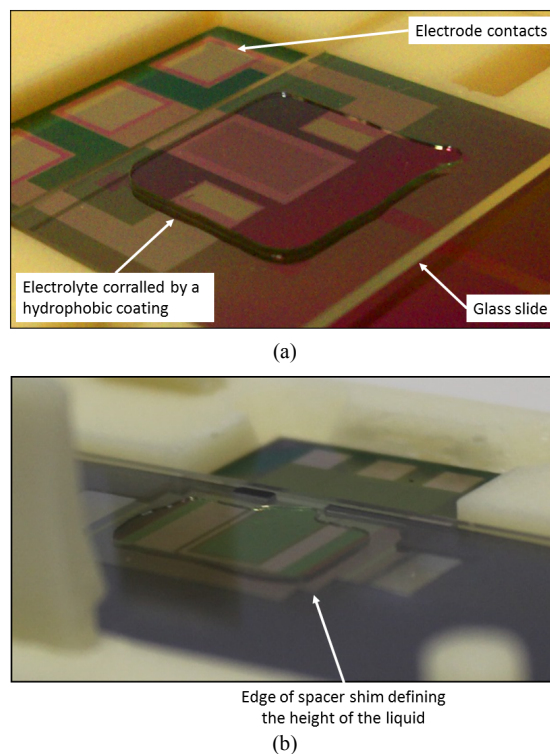 Electrode contacts
Electrolyte corralled by a
hydrophobic coating
Glass slide
(a)
Edge of spacer shim defining
the height of the liquid
(b)